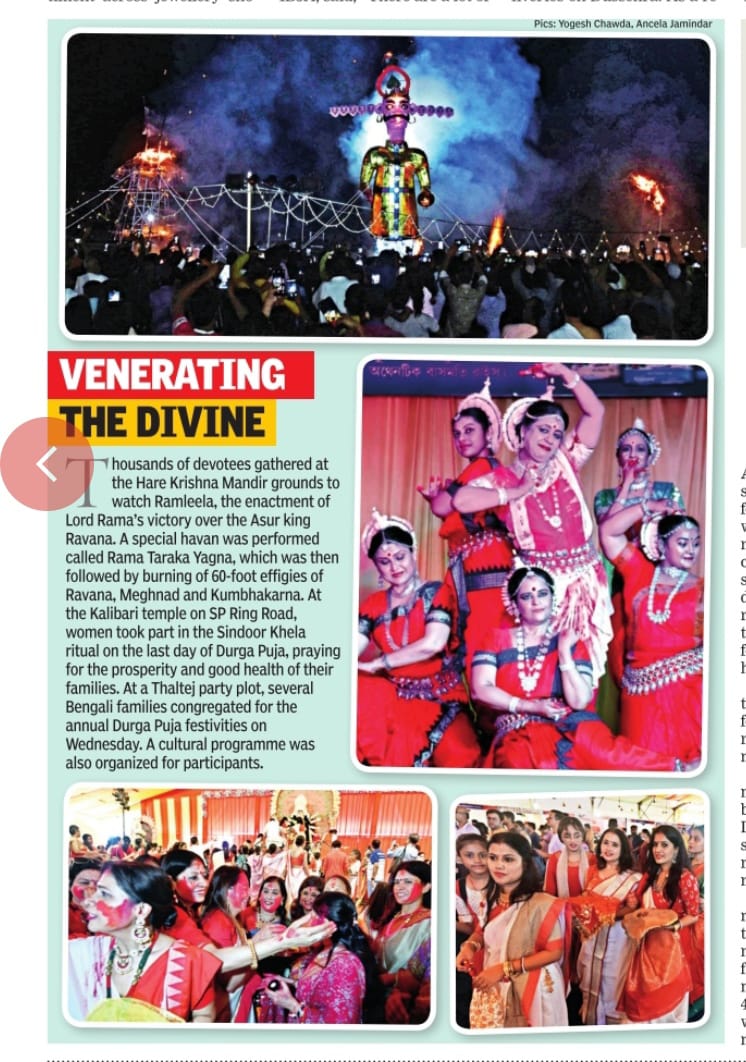 Pics: Yogesh Chawda, Ancela Jamindar
VENERATING
THE DIVINE
অথেনটিক বাসমতি রাইস।
Thousands of devotees gathered at
the Hare Krishna Mandir grounds to
watch Ramleela, the enactment of
Lord Rama's victory over the Asur king
Ravana. A special havan was performed
called Rama Taraka Yagna, which was then
followed by burning of 60-foot effigies of
Ravana, Meghnad and Kumbhakarna. At
the Kalibari temple on SP Ring Road,
women took part in the Sindoor Khela
ritual on the last day of Durga Puja, praying
for the prosperity and good health of their
families. At a Thaltej party plot, several
Bengali families congregated for the
annual Durga Puja festivities on
Wednesday. A cultural programme was
also organized for participants.